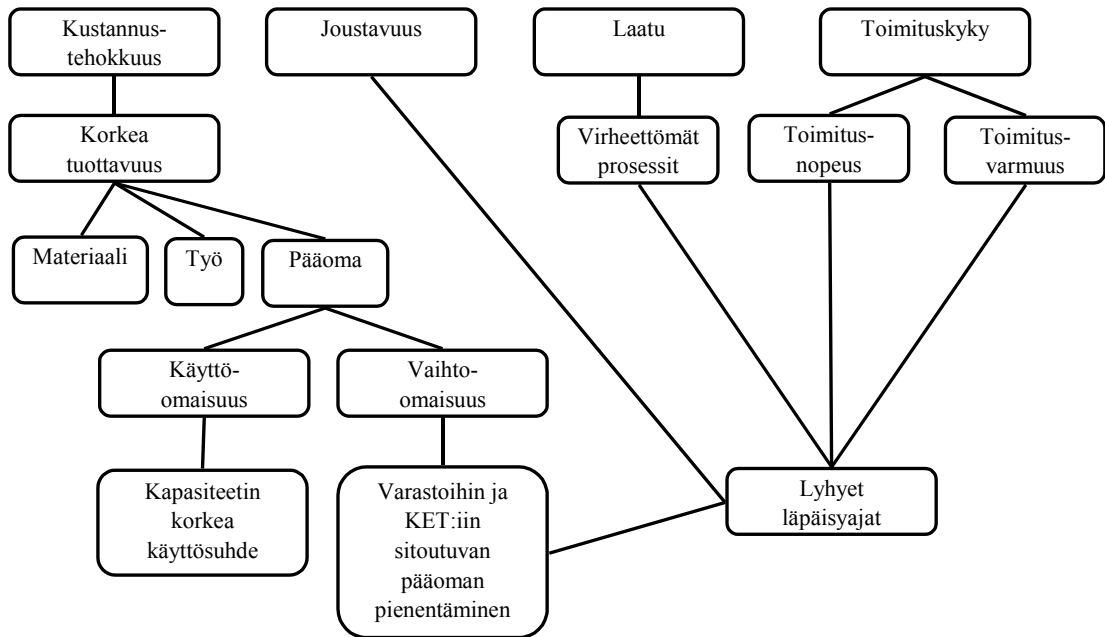 Kustannus-
tehokkuus
Joustavuus
Laatu
Toimituskyky
Korkea
tuottavuus
Virheettömät
prosessit
Toimitus-
nopeus
Toimitus-
varmuus
Materiaali
Työ
Pääoma
Käyttö-
omaisuus
Vaihto-
omaisuus
Kapasiteetin
korkea
käyttösuhde
Varastoihin ja
KET:iin
sitoutuvan
pääoman
pienentäminen
Lyhyet
läpäisyajat